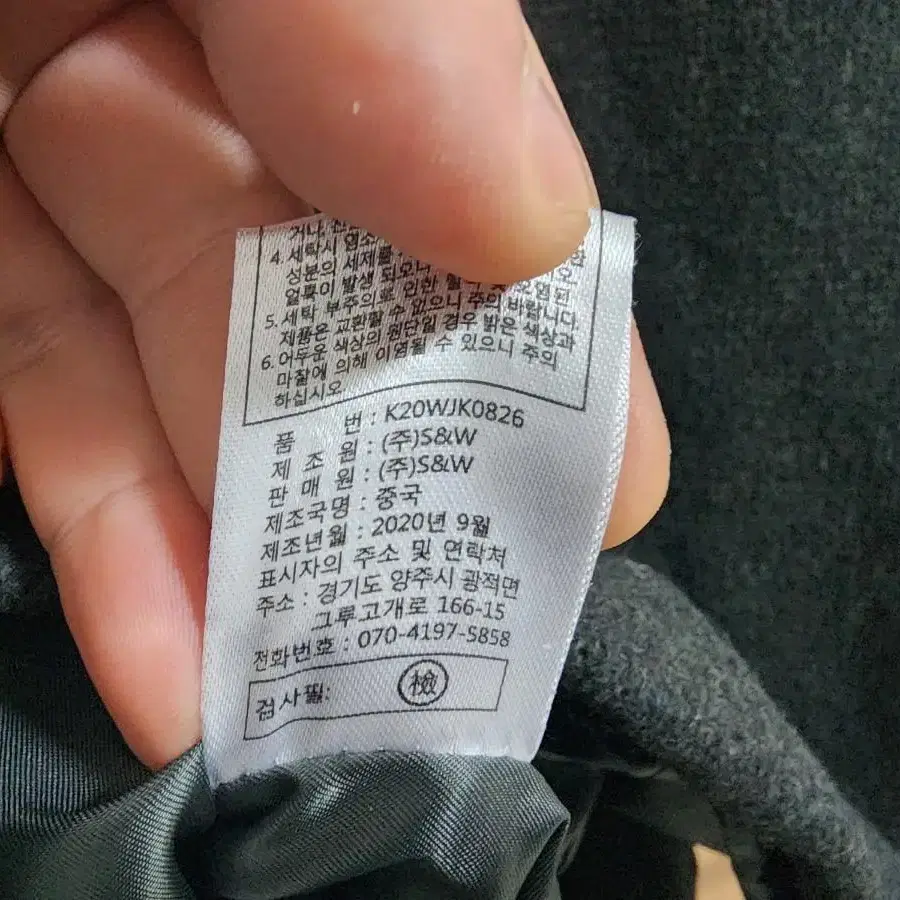 거나
4. 세탁시
성분의 세제를
얼룩이 발생 되오니
5. 세탁 부주의로 인한
제품은 교환할 수 없으니 주의 바랍니다.
6. 어두운 색상의 원단일 경우 밝은 색상과
마찰에 의해 이염될 수 있으니 주의
하십시오
품 번 : K20WJK0826
제 조 원 : (주)S&W
판 매 원 : (주)S&W
제조국명 : 중국
제조년월 : 2020년 9월
표시자의 주소 및 연락처
주소 : 경기도 양주시 광적면
그루고개로 166-15
전화번호 : 070-4197-5858
검사필: 檢